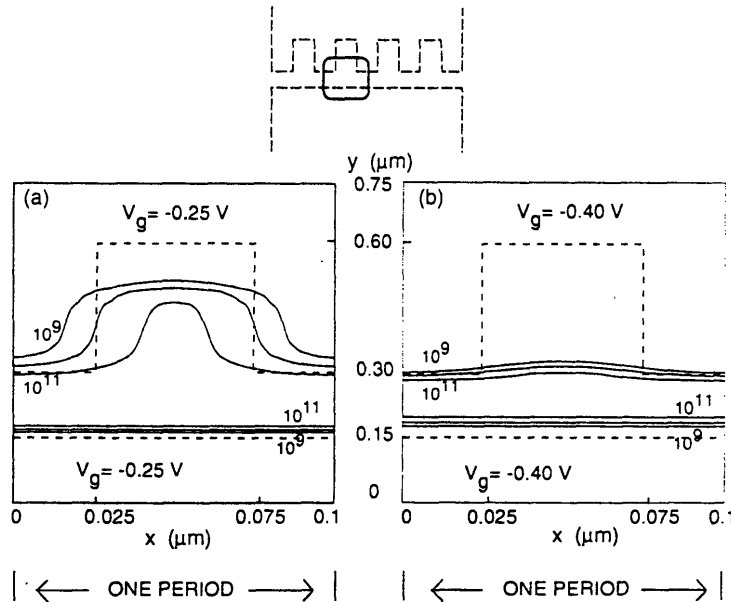 y (μm)
(a)
V_g= -0.25 V
10^9
10^11
10^11
10^9
V_g= -0.25 V
0 0.025 0.075 0.1
x (μm)
ONE PERIOD
0.75
0.60
0.30
0.15
0
(b)
V_g= -0.40 V
10^9
10^11
10^11
10^9
V_g= -0.40 V
0 0.025 0.075 0.1
x (μm)
ONE PERIOD